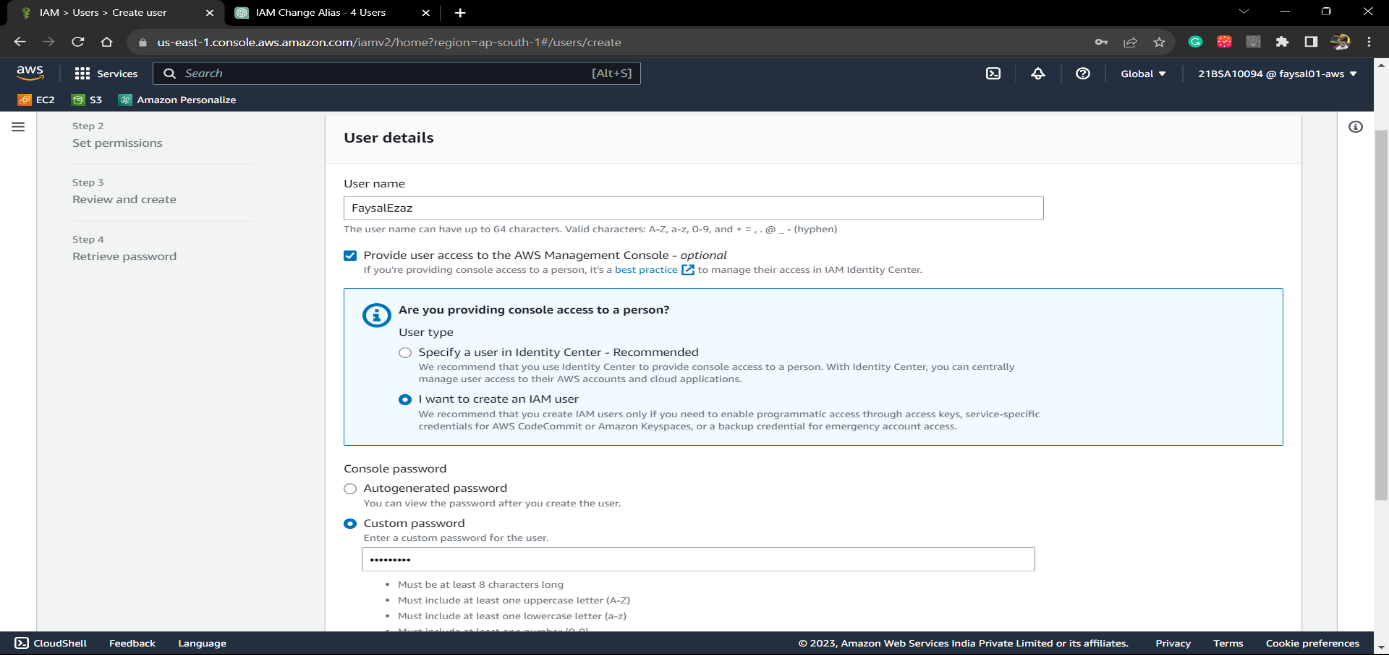 IAM > Users > Create user
IAM Change Alias - 4 Users
us-east-1.console.aws.amazon.com/iamv2/home?region=ap-south-1#/users/create
aws
Services
Search
[Alt+S]
Global
21BSA10094 @ faysal01-aws
EC2
S3
Amazon Personalize
Step 2
Set permissions
Step 3
Review and create
Step 4
Retrieve password
User details
User name
FaysalEzaz
The user name can have up to 64 characters. Valid characters: A-Z, a-z, 0-9, and + = , . @ _ - (hyphen)
Provide user access to the AWS Management Console - optional
If you're providing console access to a person, it's a best practice to manage their access in IAM Identity Center.
Are you providing console access to a person?
User type
Specify a user in Identity Center - Recommended
We recommend that you use Identity Center to provide console access to a person. With Identity Center, you can centrally
manage user access to their AWS accounts and cloud applications.
I want to create an IAM user
We recommend that you create IAM users only if you need to enable programmatic access through access keys, service-specific
credentials for AWS CodeCommit or Amazon Keyspaces, or a backup credential for emergency account access.
Console password
Autogenerated password
You can view the password after you create the user.
Custom password
Enter a custom password for the user.
•••••••••
• Must be at least 8 characters long
• Must include at least one uppercase letter (A-Z)
• Must include at least one lowercase letter (a-z)
• Must include at least one number (0-9)
CloudShell
Feedback
Language
© 2023, Amazon Web Services India Private Limited or its affiliates.
Privacy
Terms
Cookie preferences